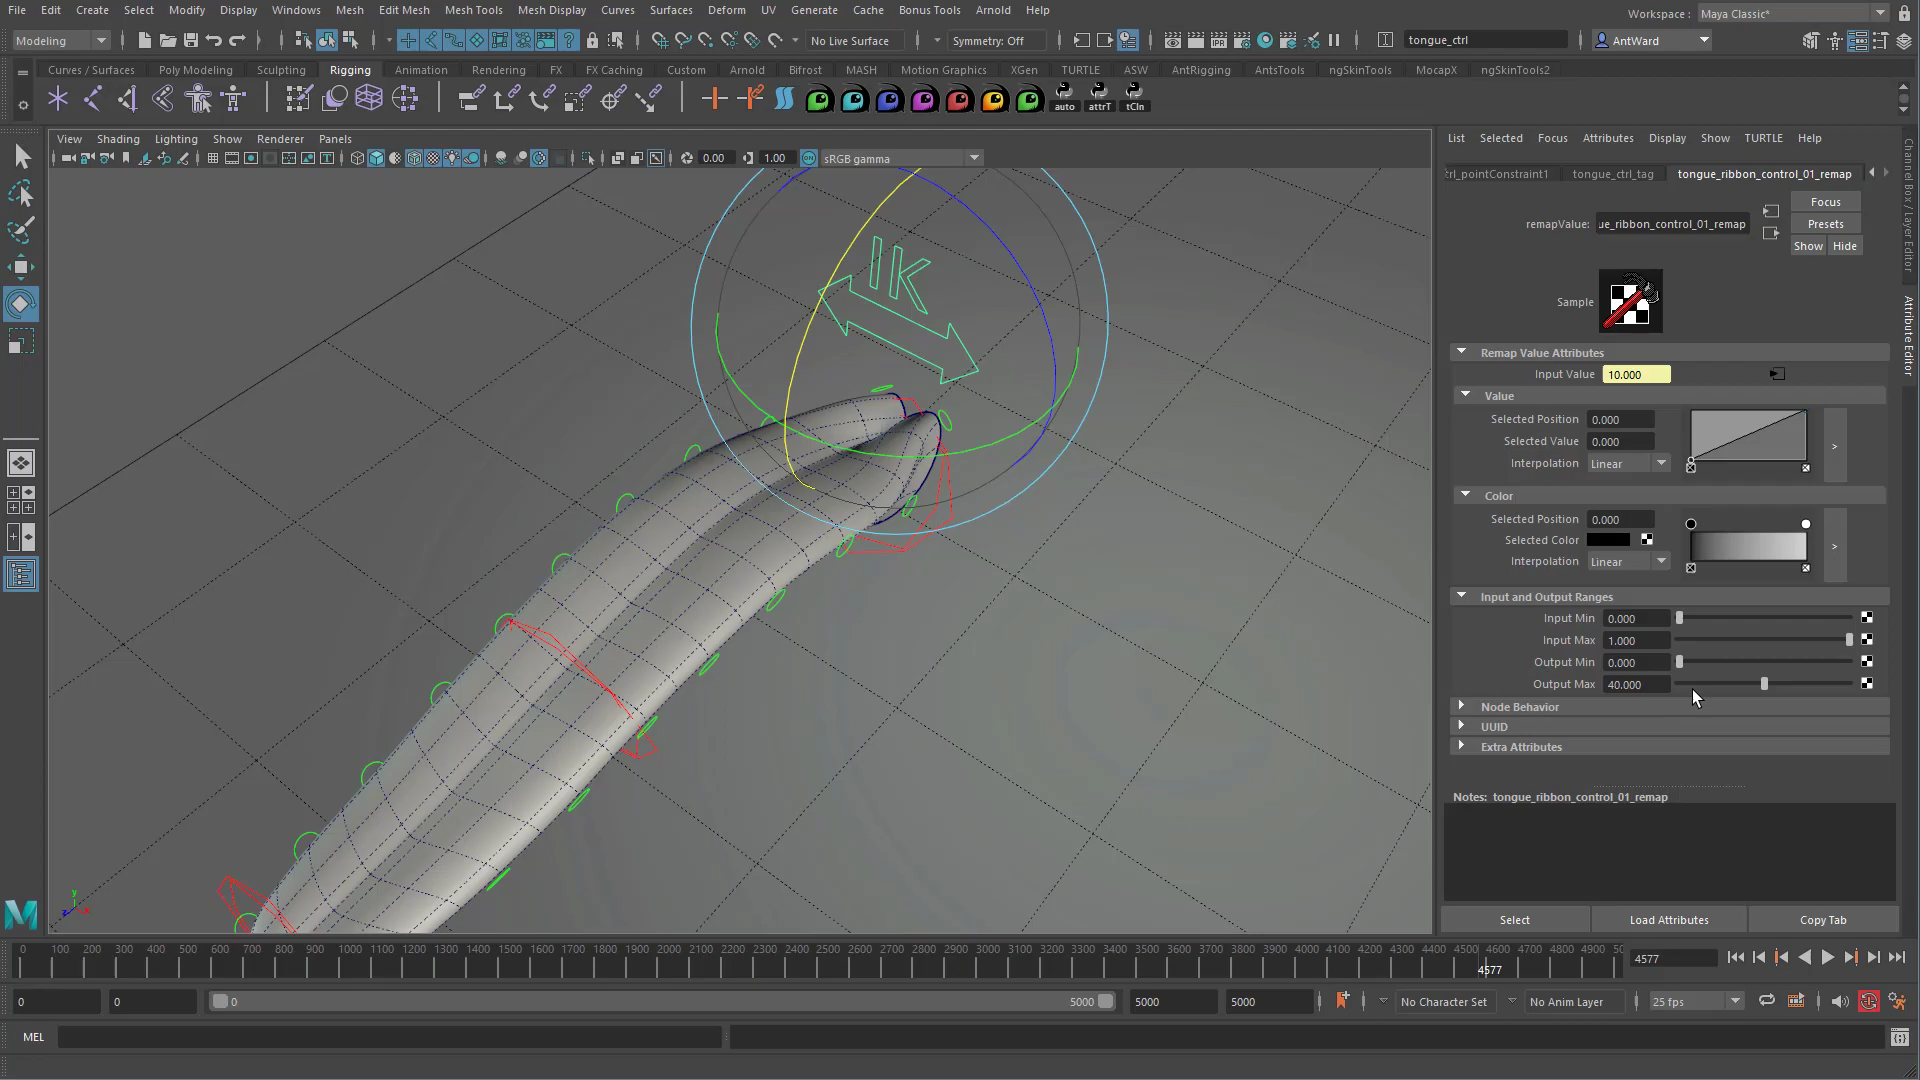 File Edit Create Select Modify Display Windows Mesh Edit Mesh Mesh Tools Mesh Display Curves Surfaces Deform UV Generate Cache Bonus Tools Arnold Help
Workspace : Maya Classic*
Modeling No Live Surface Symmetry: Off tongue_ctrl AntWard
Curves / Surfaces Poly Modeling Sculpting Rigging Animation Rendering FX FX Caching Custom Arnold Bifrost MASH Motion Graphics XGen TURTLE ASW AntRigging AntsTools ngSkinTools MocapX ngSkinTools2
IPR
auto attrT tCln
View Shading Lighting Show Renderer Panels
0.00 1.00 ON sRGB gamma
IK
y
z x
List Selected Focus Attributes Display Show TURTLE Help
:trl_pointConstraint1 tongue_ctrl_tag tongue_ribbon_control_01_remap
Focus
remapValue: ue_ribbon_control_01_remap Presets
Show Hide
Sample
Remap Value Attributes
Input Value 10.000
Value
Selected Position 0.000
Selected Value 0.000 >
Interpolation Linear
Color
Selected Position 0.000
Selected Color >
Interpolation Linear
Input and Output Ranges
Input Min 0.000
Input Max 1.000
Output Min 0.000
Output Max 40.000
Node Behavior
UUID
Extra Attributes
Notes: tongue_ribbon_control_01_remap
Select Load Attributes Copy Tab
Channel Box / Layer Editor
Attribute Editor
0 100 200 300 400 500 600 700 800 900 1000 1100 1200 1300 1400 1500 1600 1700 1800 1900 2000 2100 2200 2300 2400 2500 2600 2700 2800 2900 3000 3100 3200 3300 3400 3500 3600 3700 3800 3900 4000 4100 4200 4300 4400 4500 4600 4700 4800 4900 50
4577 4577
0 0 0 5000 5000 5000 No Character Set No Anim Layer 25 fps
MEL